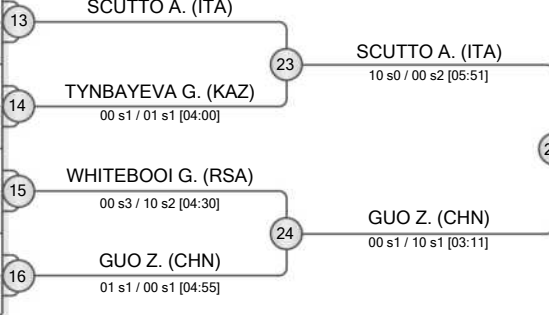 SCUTTO A. (ITA)
13
23
SCUTTO A. (ITA)
10 s0 / 00 s2 [05:51]
TYNBAYEVA G. (KAZ)
14
00 s1 / 01 s1 [04:00]
WHITEBOOI G. (RSA)
15
00 s3 / 10 s2 [04:30]
24
GUO Z. (CHN)
00 s1 / 10 s1 [03:11]
GUO Z. (CHN)
16
01 s1 / 00 s1 [04:55]